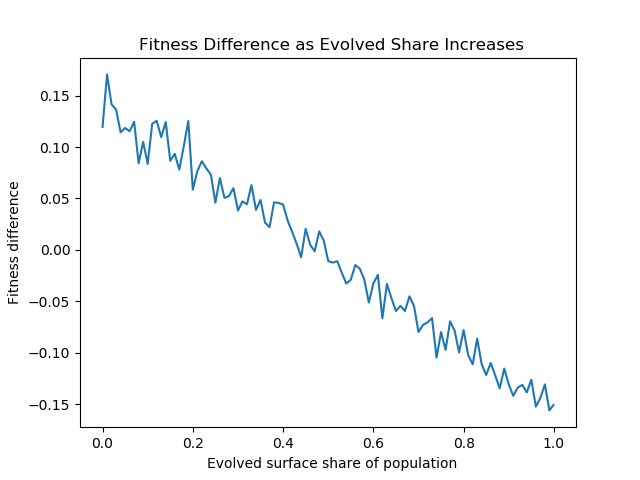 Fitness Difference as Evolved Share Increases
0.15
0.10
0.05
0.00
−0.05
−0.10
−0.15
Fitness difference
0.0 0.2 0.4 0.6 0.8 1.0
Evolved surface share of population